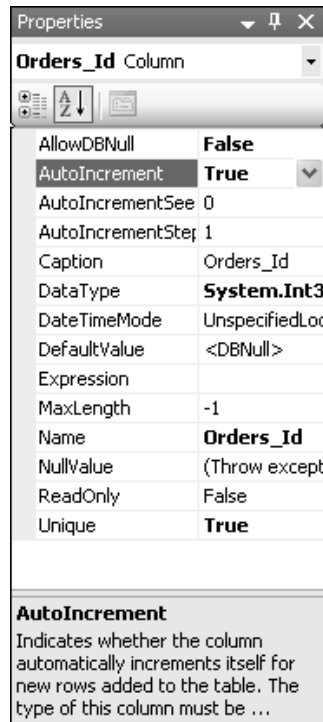 Properties
Orders_Id Column
AllowDBNull False
AutoIncrement True
AutoIncrementSee 0
AutoIncrementStep 1
Caption Orders_Id
DataType System.Int3
DateTimeMode UnspecifiedLoc
DefaultValue <DBNull>
Expression
MaxLength -1
Name Orders_Id
NullValue (Throw except
ReadOnly False
Unique True
AutoIncrement
Indicates whether the column
automatically increments itself for
new rows added to the table. The
type of this column must be ...